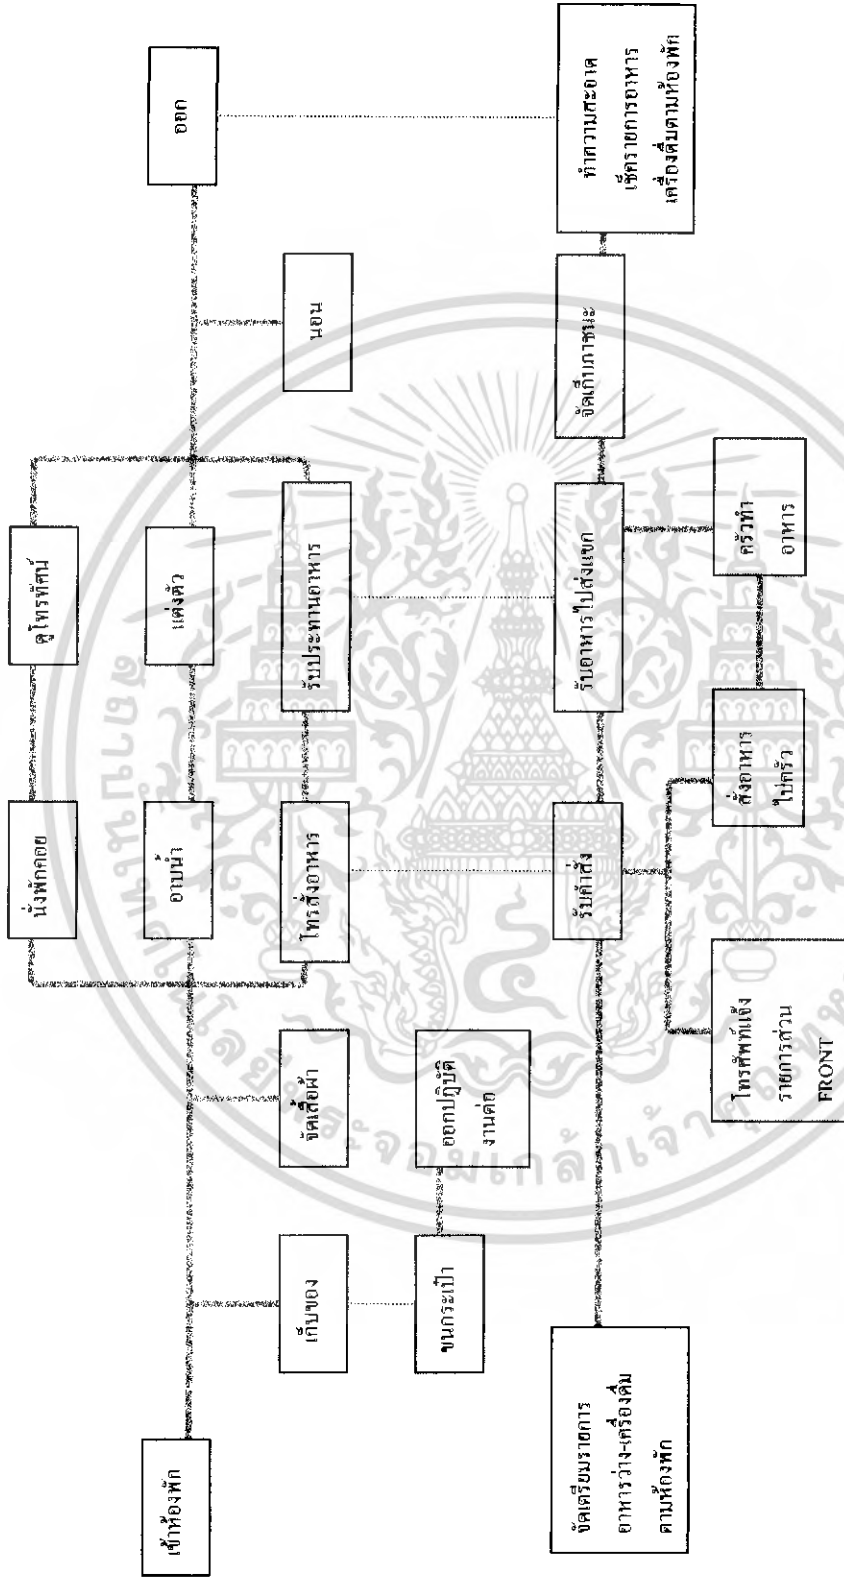 เข้าห้องพัก
เก็บของ
จัดเสื้อผ้า
ขนกระเป๋า
ออกปฏิบัติ
งานต่อ
นั่งพักคอย
ดูโทรทัศน์
อาบน้ำ
แต่งตัว
โทรสั่งอาหาร
รับประทานอาหาร
นอน
ออก
จัดเตรียมรายการ
อาหารว่าง-เครื่องดื่ม
ตามห้องพัก
รับคำสั่ง
รับอาหารไปส่งแขก
จัดเก็บภาชนะ
ทำความสะอาด
เช็ครายการอาหาร
เครื่องดื่มตามห้องพัก
โทรศัพท์แจ้ง
รายการส่วน
FRONT
สั่งอาหาร
ไปครัว
ครัวทำ
อาหาร